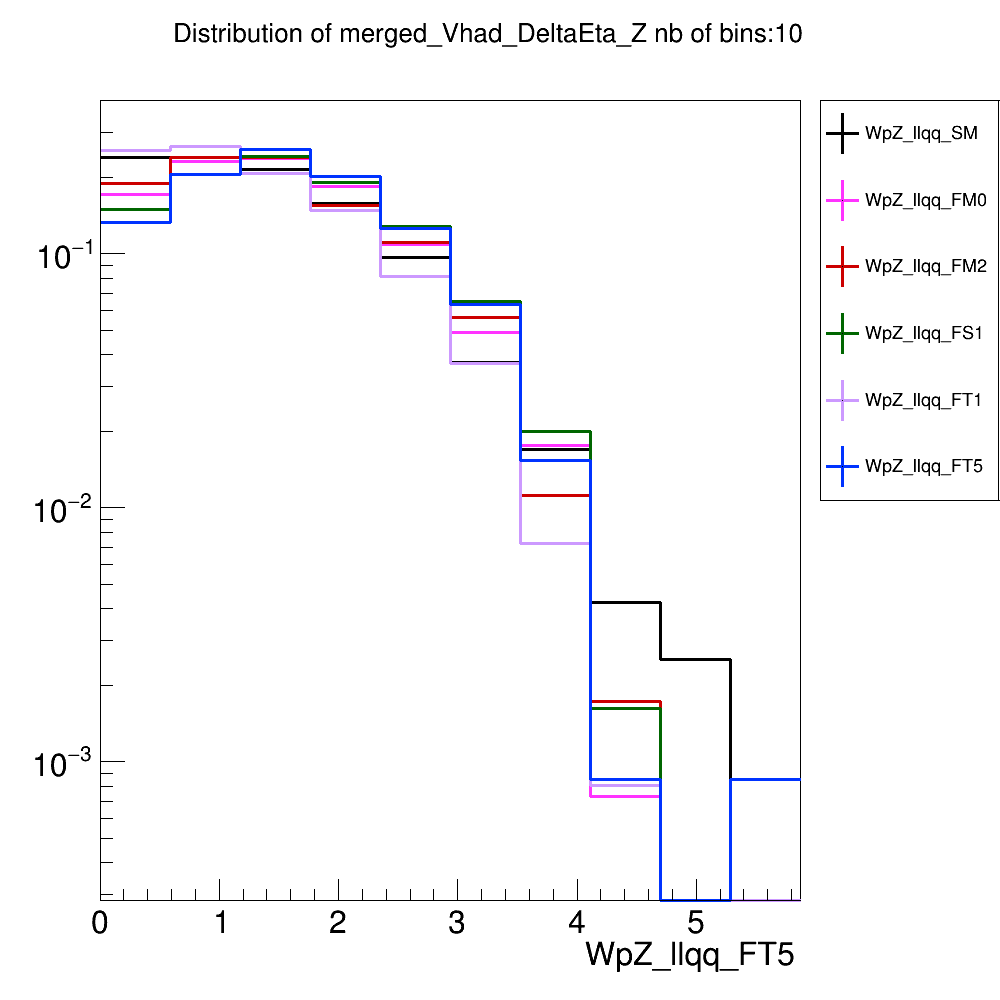 Distribution of merged_Vhad_DeltaEta_Z nb of bins:10
WpZ_llqq_SM
WpZ_llqq_FM0
WpZ_llqq_FM2
WpZ_llqq_FS1
WpZ_llqq_FT1
WpZ_llqq_FT5
10⁻¹
10⁻²
10⁻³
0 1 2 3 4 5
WpZ_llqq_FT5